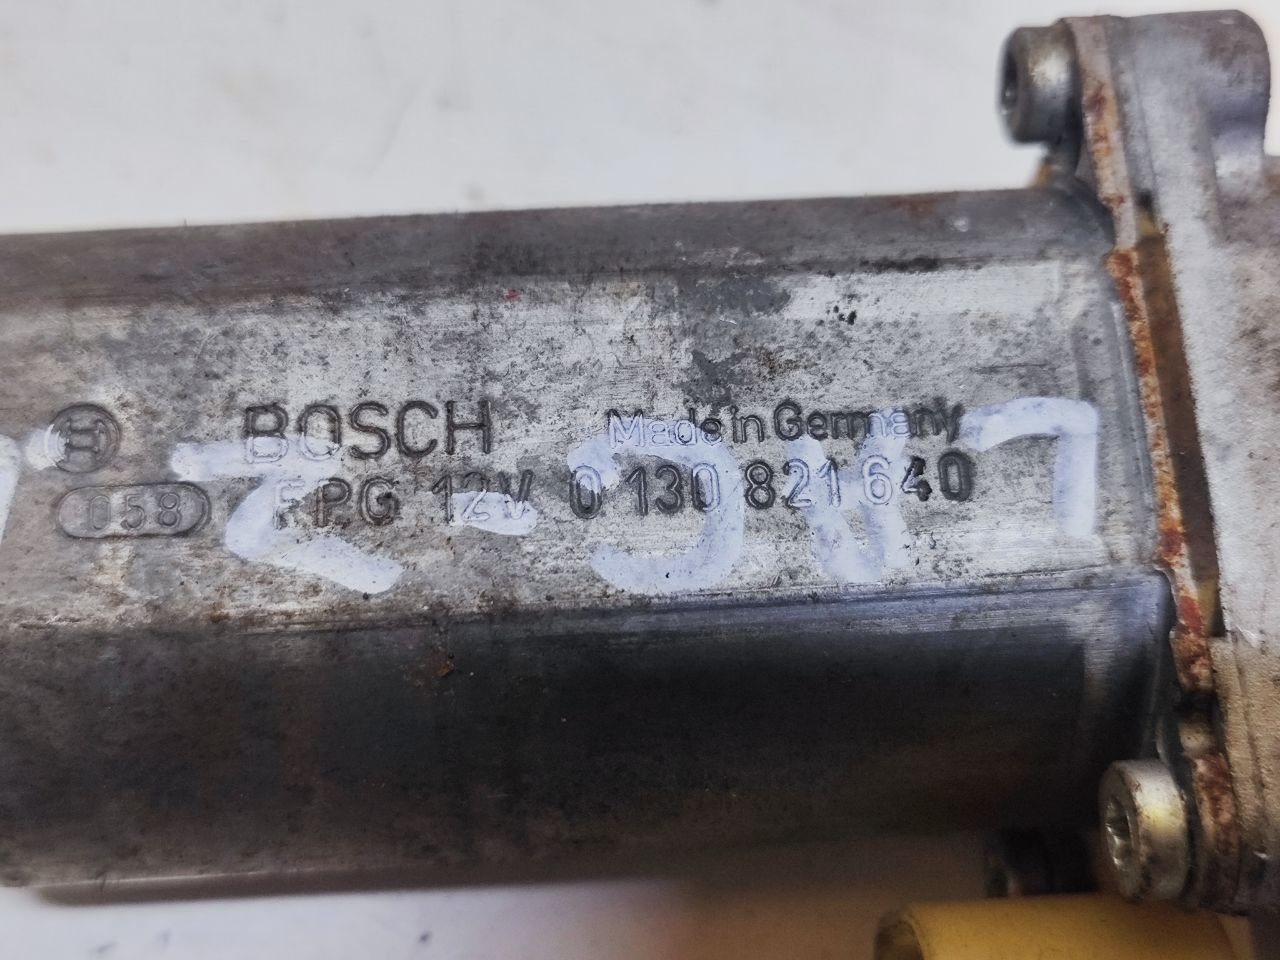 BOSCH Made in Germany
058 FPG 12V 0 130 821 640